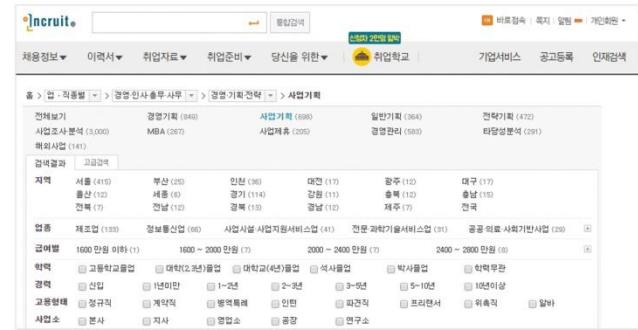 incruit
통합검색
바로접속 | 쪽지 | 알림 | 개인회원
신청자 2만명 임박
채용정보▼ 이력서▼ 취업자료▼ 취업준비▼ 당신을 위한▼ 취업학교 기업서비스 공고등록 인재검색
홈 > 업·직종별 > 경영·인사·총무·사무 > 경영·기획·전략 > 사업기획
전체보기 경영기획 (849) 사업기획 (698) 일반기획 (364) 전략기획 (472)
사업조사·분석 (3,000) MBA (267) 사업제휴 (205) 경영관리 (583) 타당성분석 (291)
해외사업 (141)
검색결과 고급검색
지역 서울 (415) 부산 (25) 인천 (36) 대전 (17) 광주 (12) 대구 (17)
울산 (12) 세종 (6) 경기 (114) 강원 (11) 충북 (12) 충남 (15)
전북 (7) 전남 (12) 경북 (13) 경남 (12) 제주 (7) 전국
업종 제조업 (133) 정보통신업 (66) 사업시설·사업지원서비스업 (41) 전문·과학기술서비스업 (31) 공공·의료·사회기반사업 (29)
급여별 1600 만원 이하 (1) 1600 ~ 2000 만원 (7) 2000 ~ 2400 만원 (7) 2400 ~ 2800 만원 (8)
학력 고등학교졸업 대학(2,3년)졸업 대학교(4년)졸업 석사졸업 박사졸업 학력무관
경력 신입 1년미만 1~2년 2~3년 3~5년 5~10년 10년이상
고용형태 정규직 계약직 병역특례 인턴 파견직 프리랜서 위촉직 알바
사업소 본사 지사 영업소 공장 연구소